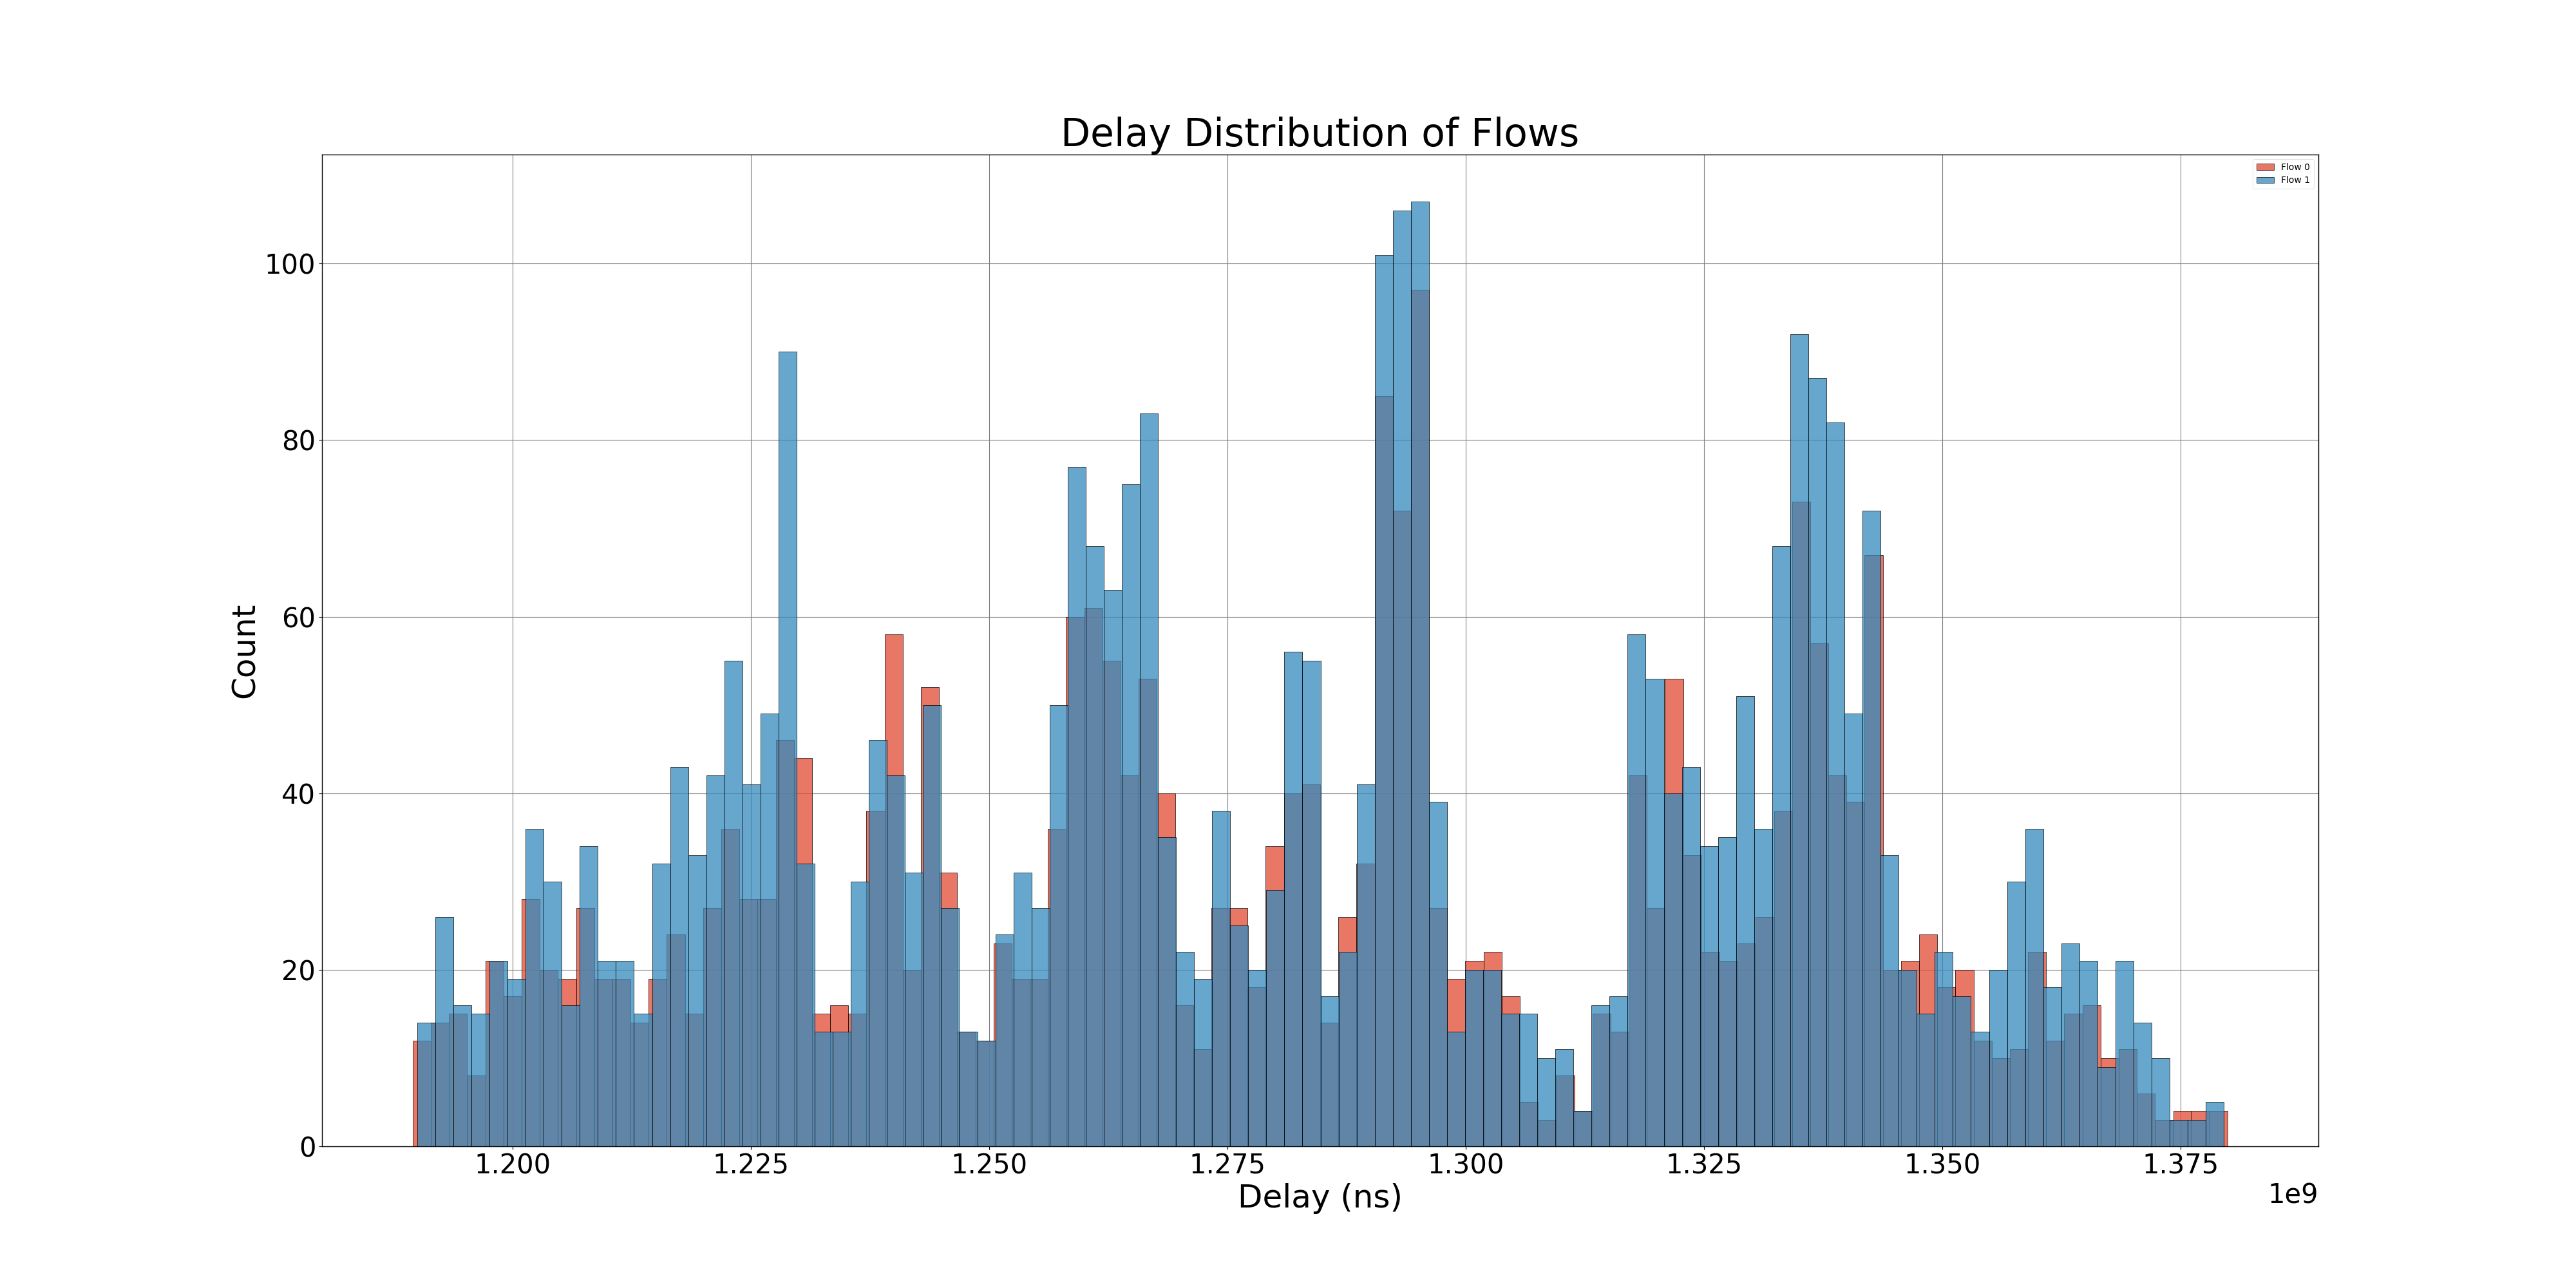 Delay Distribution of Flows
Flow 0
Flow 1
100
80
60
40
20
0
Count
1.200 1.225 1.250 1.275 1.300 1.325 1.350 1.375
Delay (ns)
1e9